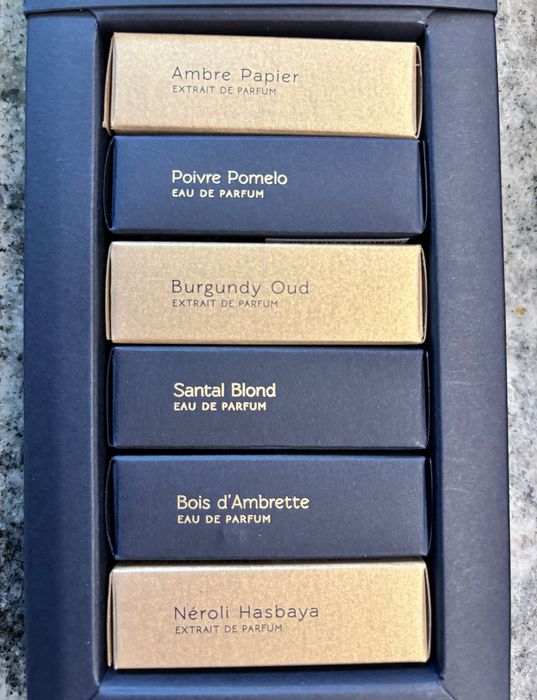 Ambre Papier
EXTRAIT DE PARFUM
Poivre Pomelo
EAU DE PARFUM
Burgundy Oud
EXTRAIT DE PARFUM
Santal Blond
EAU DE PARFUM
Bois d'Ambrette
EAU DE PARFUM
Néroli Hasbaya
EXTRAIT DE PARFUM